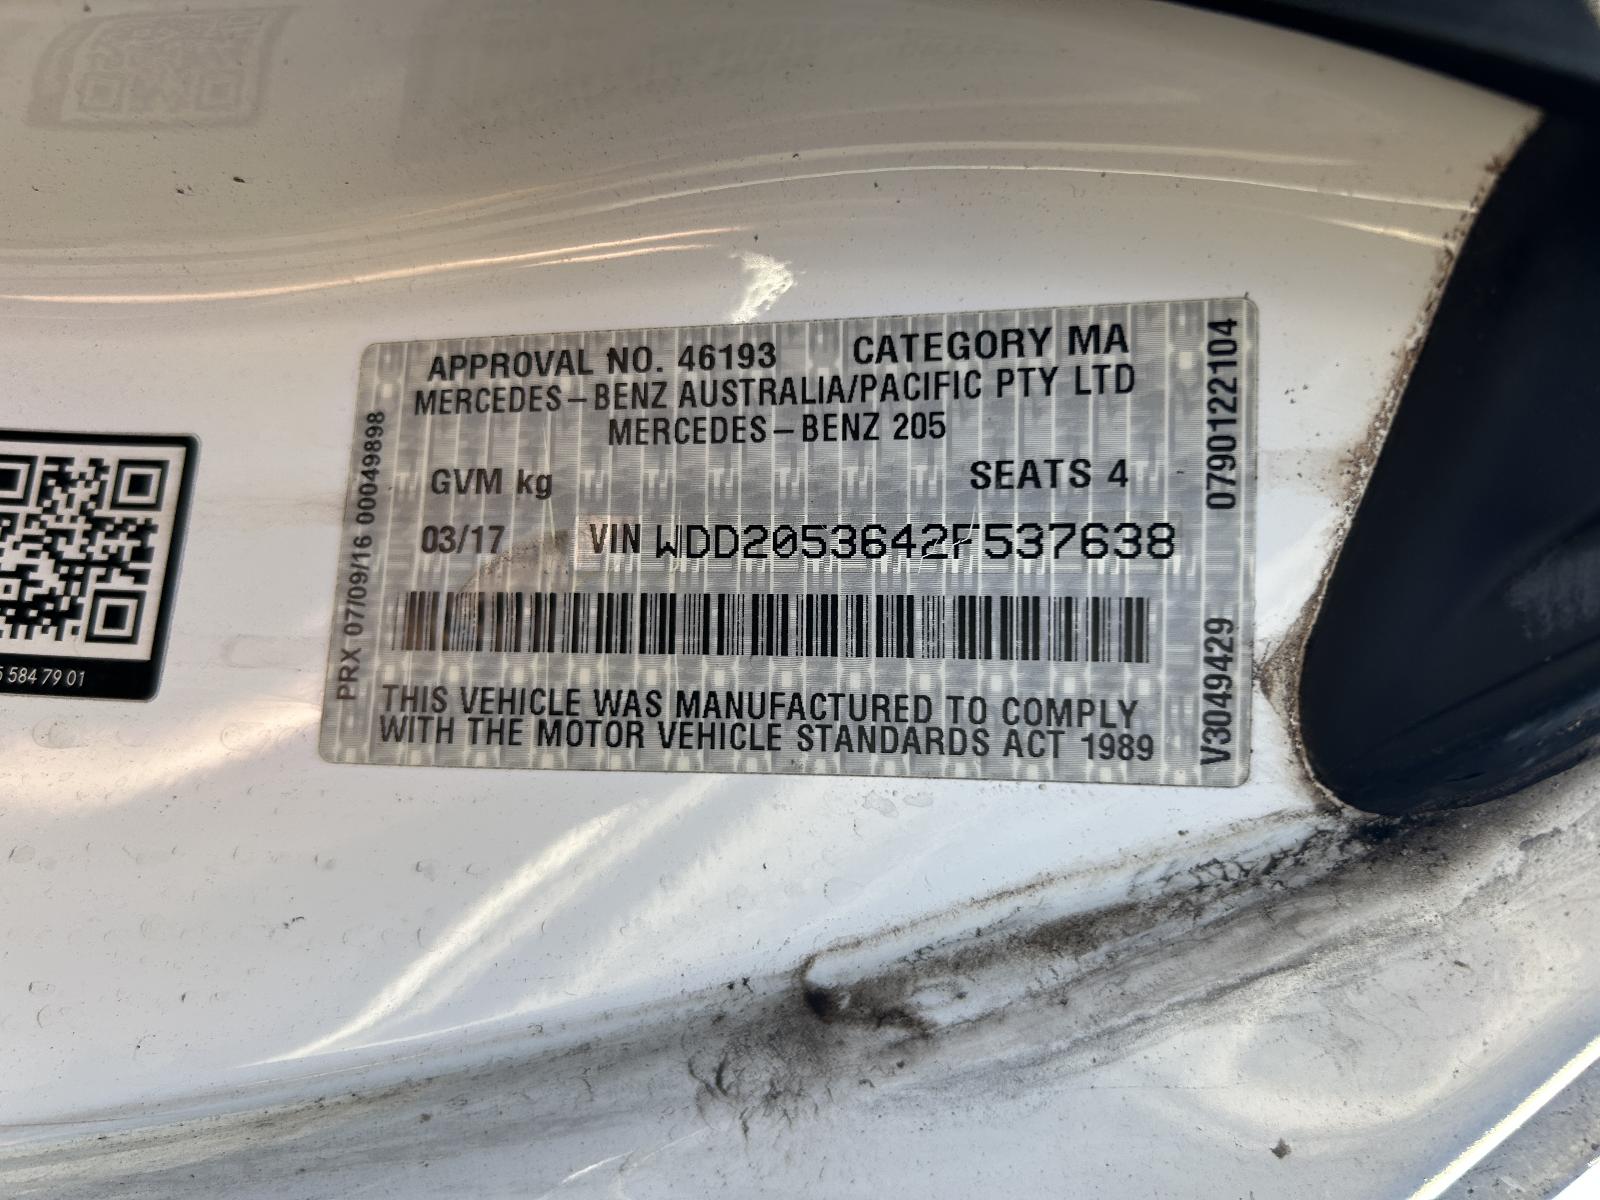 APPROVAL NO. 46193 CATEGORY MA
MERCEDES-BENZ AUSTRALIA/PACIFIC PTY LTD
MERCEDES-BENZ 205
GVM kg SEATS 4
03/17 VIN WDD2053642F537638
THIS VEHICLE WAS MANUFACTURED TO COMPLY
WITH THE MOTOR VEHICLE STANDARDS ACT 1989
PRX 07/09/16 00049898
V3049429 0790122104
584 79 01